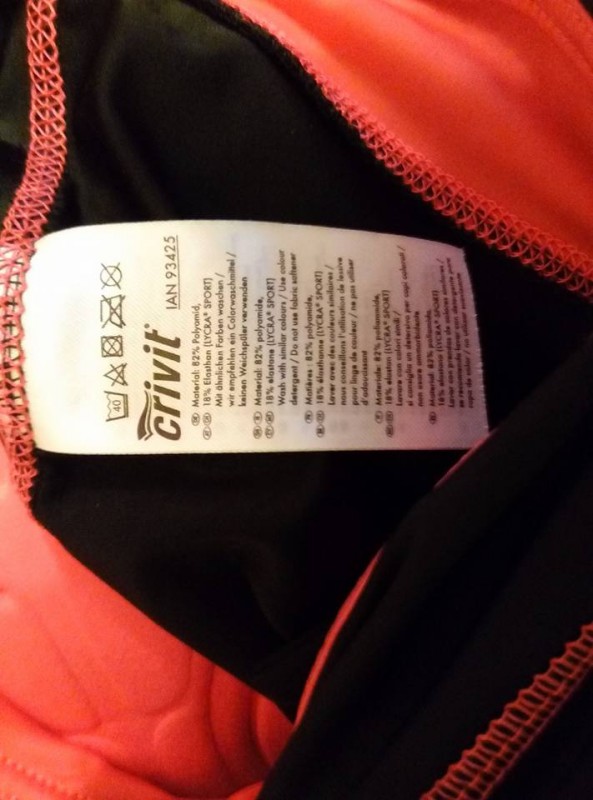 40
crivit®
IAN 93425
Material: 82% Polyamid,
18% Elasthan (LYCRA® SPORT)
Mit ähnlichen Farben waschen /
wir empfehlen ein Colorwaschmittel /
keinen Weichspüler verwenden
Material: 82% polyamide,
18% elastane (LYCRA® SPORT)
Wash with similar colours / Use colour
detergent / Do not use fabric softener
Matières: 82% polyamide,
18% élasthanne (LYCRA® SPORT)
Laver avec des couleurs similaires /
nous conseillons l'utilisation de lessive
pour linge de couleur / ne pas utiliser
d'adoucissant
82% poliammide,
18% elastan (LYCRA® SPORT)
Lavare con colori simili /
si consiglia un detersivo per capi colorati /
82% poliamida,
18% elastano (LYCRA® SPORT)